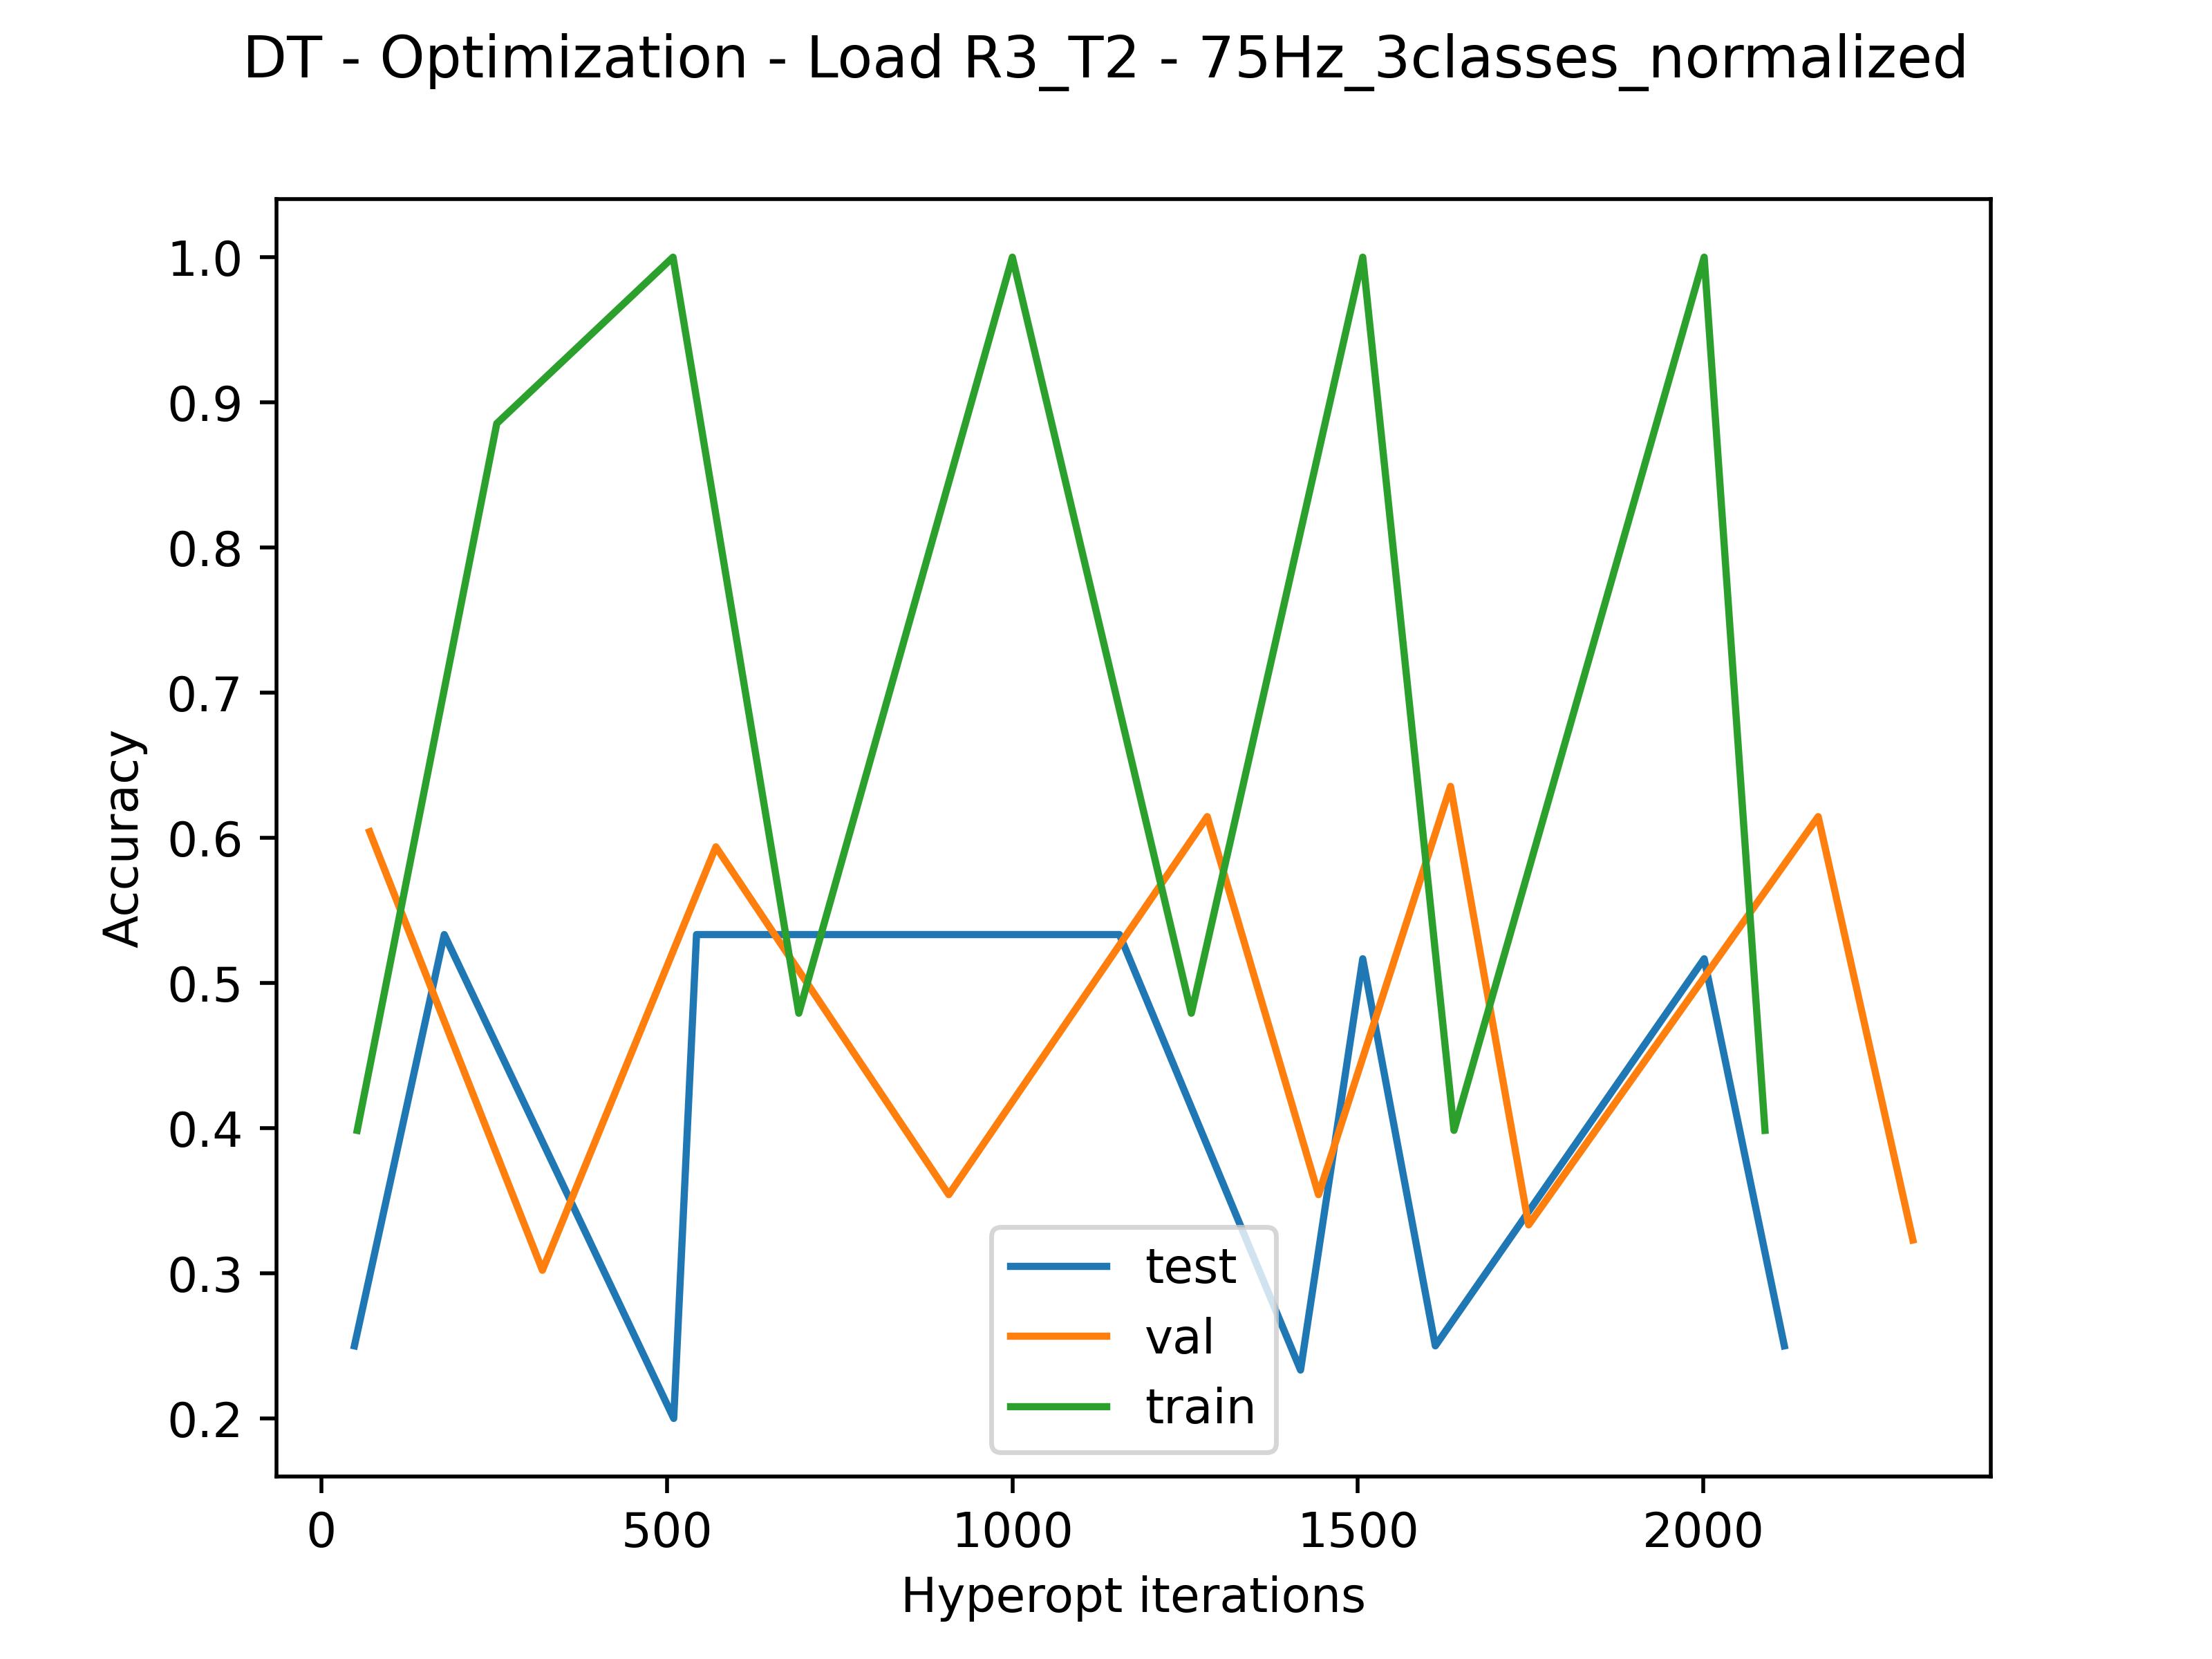 DT - Optimization - Load R3_T2 - 75Hz_3classes_normalized
1.0
0.9
0.8
0.7
0.6
0.5
0.4
0.3
0.2
Accuracy
test
val
train
0 500 1000 1500 2000
Hyperopt iterations